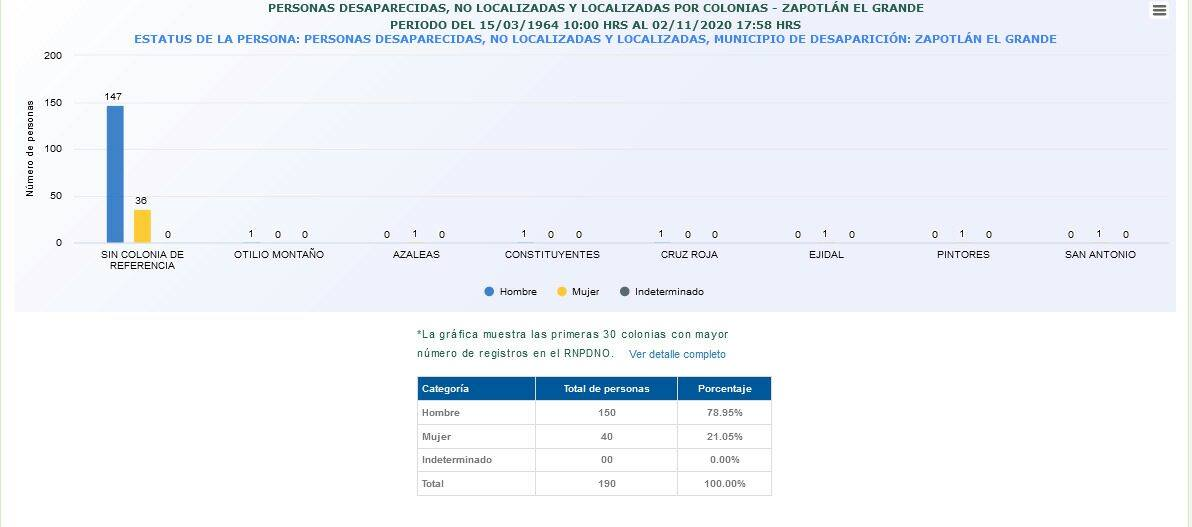 PERSONAS DESAPARECIDAS, NO LOCALIZADAS Y LOCALIZADAS POR COLONIAS - ZAPOTLÁN EL GRANDE
PERIODO DEL 15/03/1964 10:00 HRS AL 02/11/2020 17:58 HRS
ESTATUS DE LA PERSONA: PERSONAS DESAPARECIDAS, NO LOCALIZADAS Y LOCALIZADAS, MUNICIPIO DE DESAPARICIÓN: ZAPOTLÁN EL GRANDE
Número de personas
200
150
100
50
0
147 36 0
1 0 0
0 1 0
1 0 0
1 0 0
0 1 0
0 1 0
0 1 0
SIN COLONIA DE
REFERENCIA
OTILIO MONTAÑO
AZALEAS
CONSTITUYENTES
CRUZ ROJA
EJIDAL
PINTORES
SAN ANTONIO
Hombre Mujer Indeterminado
*La gráfica muestra las primeras 30 colonias con mayor
número de registros en el RNPDNO. Ver detalle completo
Categoría Total de personas Porcentaje
Hombre 150 78.95%
Mujer 40 21.05%
Indeterminado 00 0.00%
Total 190 100.00%